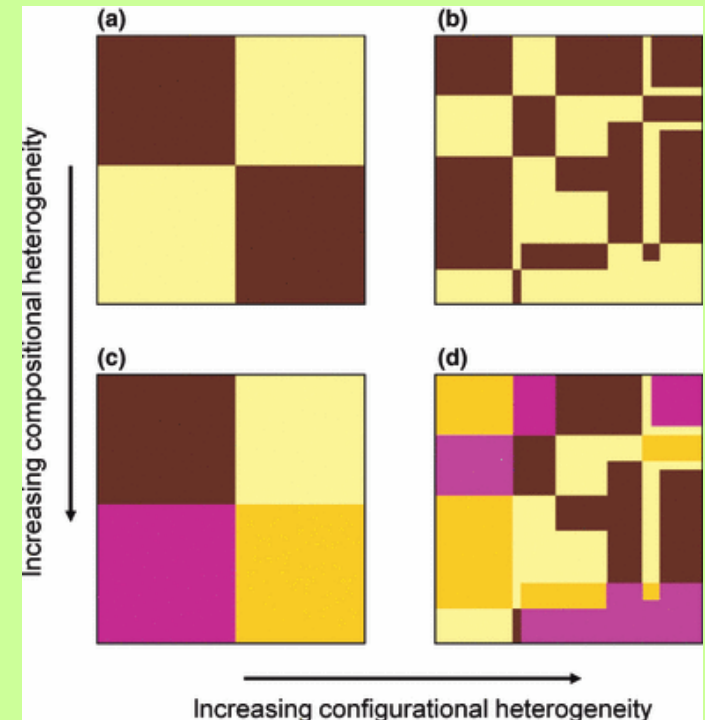 (a)
(b)
Increasing compositional heterogeneity
(c)
(d)
Increasing configurational heterogeneity